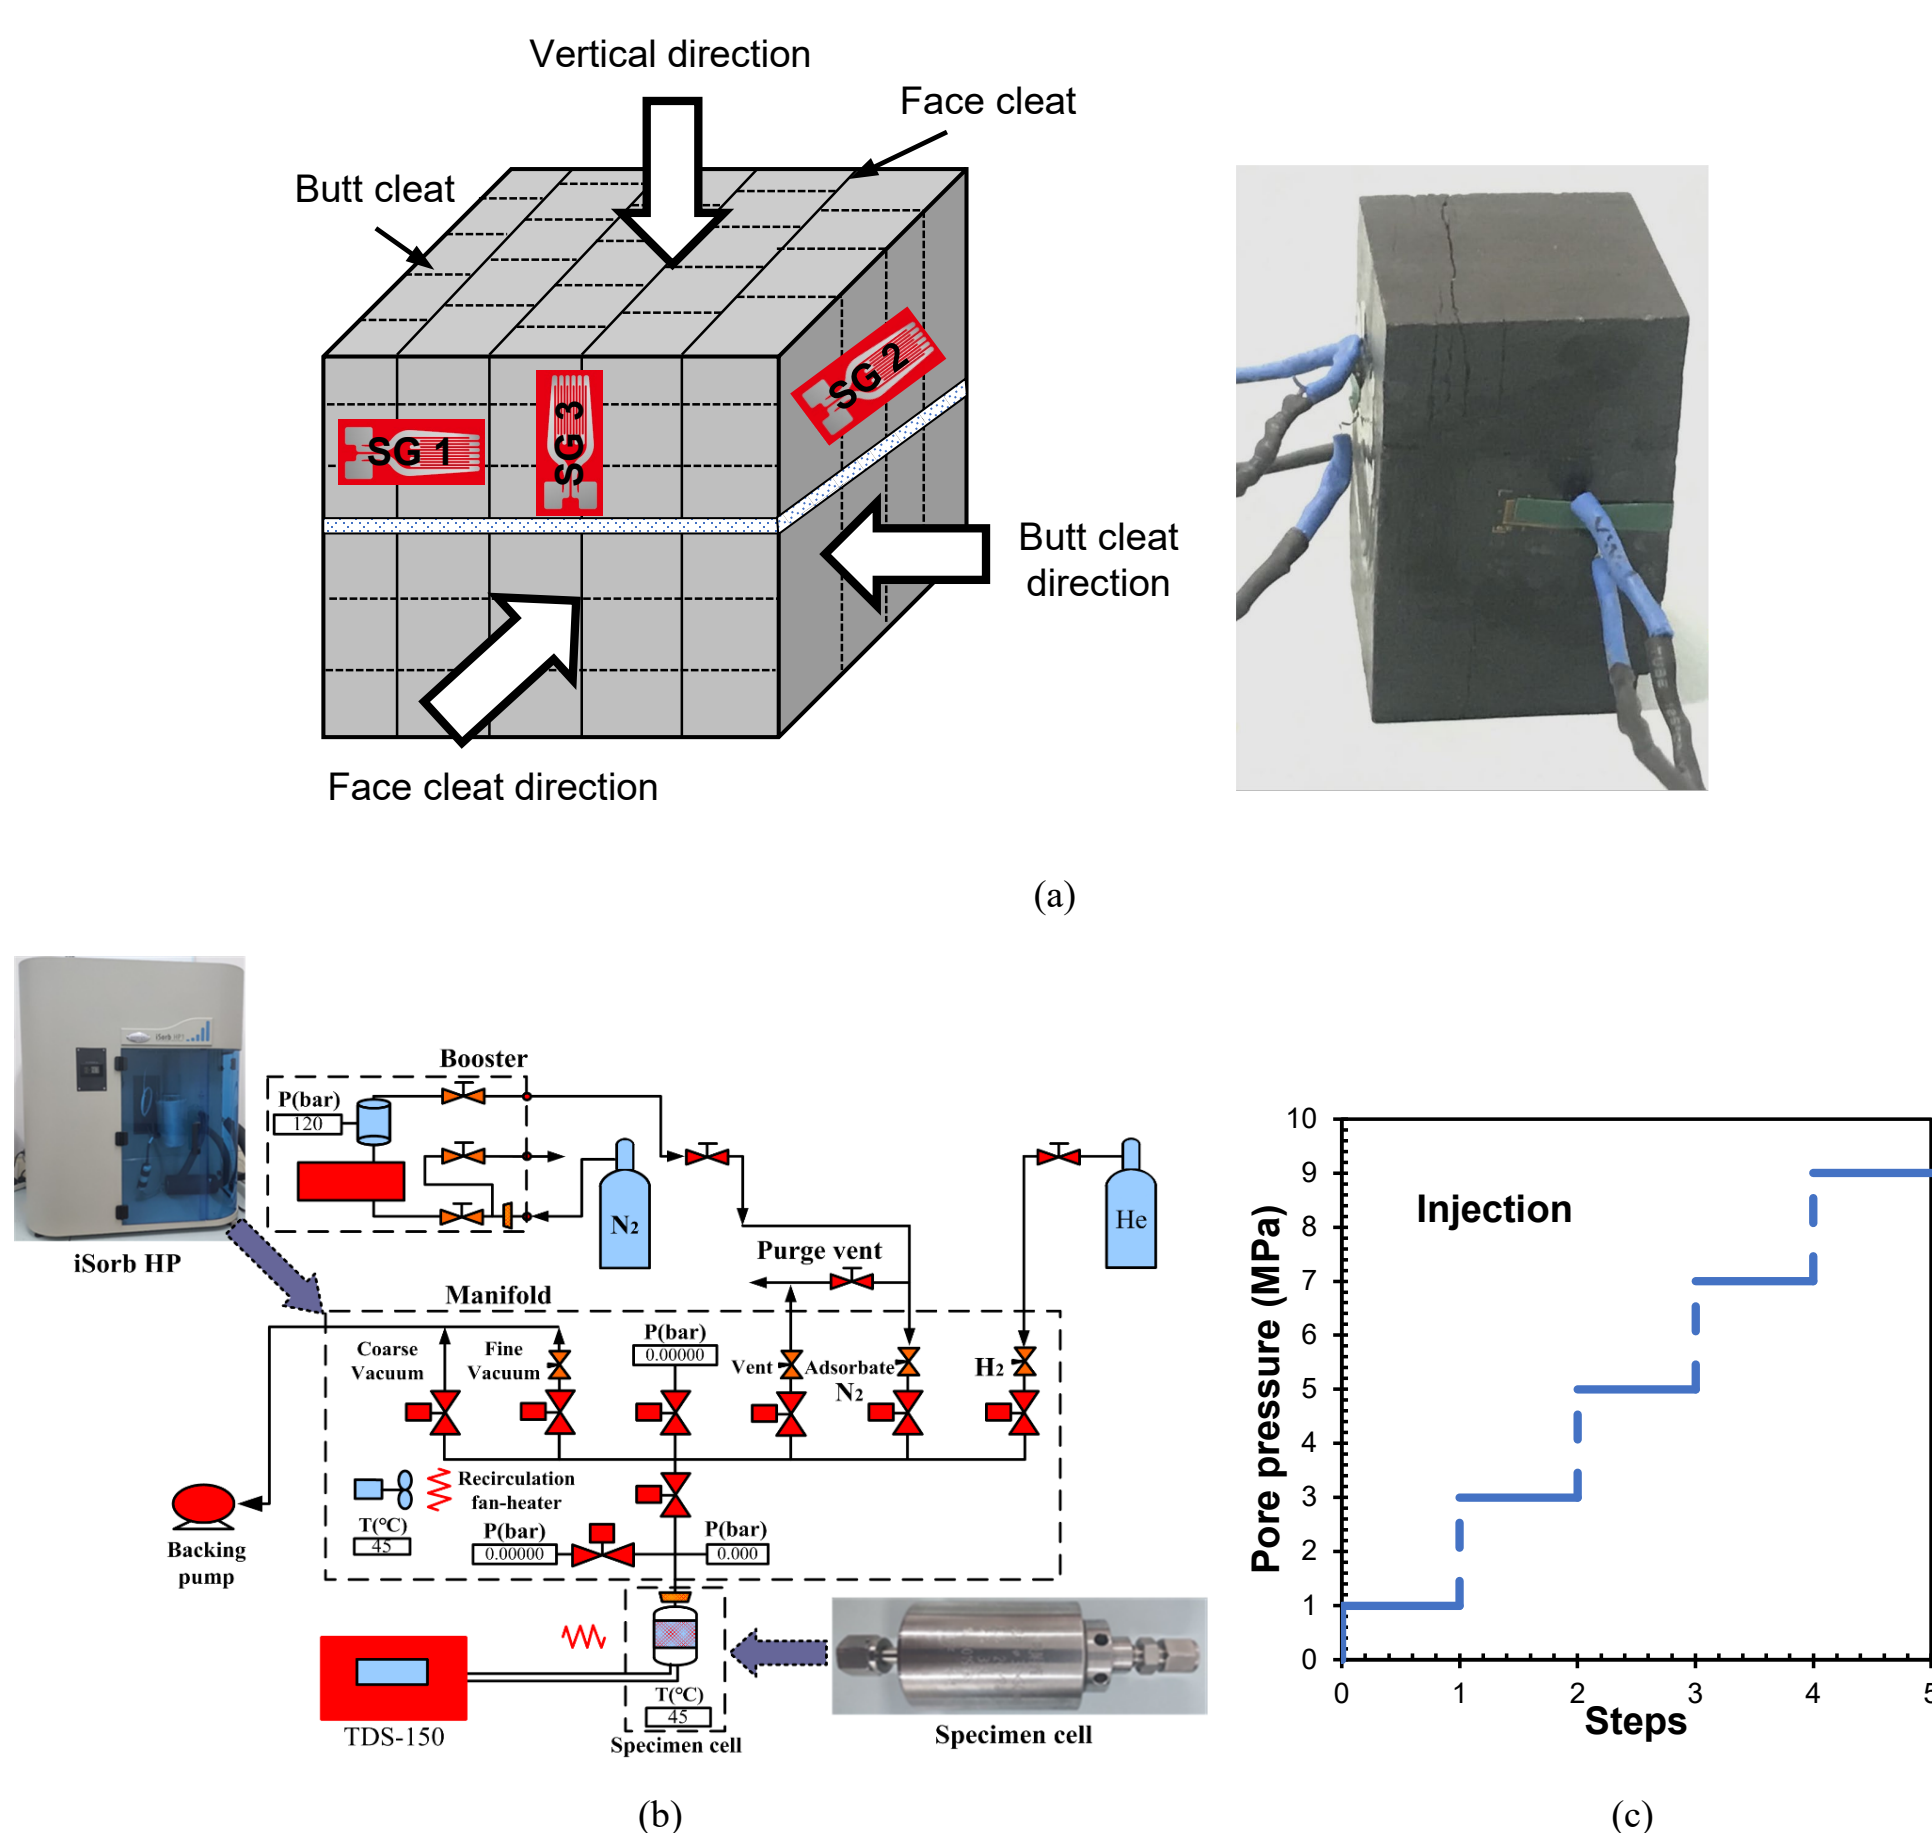 Vertical direction
Face cleat
Butt cleat
SG 1
SG 3
SG 2
Butt cleat
direction
Face cleat direction
(a)
iSorb HP
Booster
P(bar)
120
N2
He
Purge vent
Manifold
Coarse
Vacuum
Fine
Vacuum
P(bar)
0.00000
Vent
Adsorbate
N2
H2
Recirculation
fan-heater
T(°C)
45
P(bar)
0.00000
P(bar)
0.000
Backing
pump
TDS-150
T(°C)
45
Specimen cell
Specimen cell
(b)
Injection
Pore pressure (MPa)
10
9
8
7
6
5
4
3
2
1
0
0
1
2
3
4
5
Steps
(c)